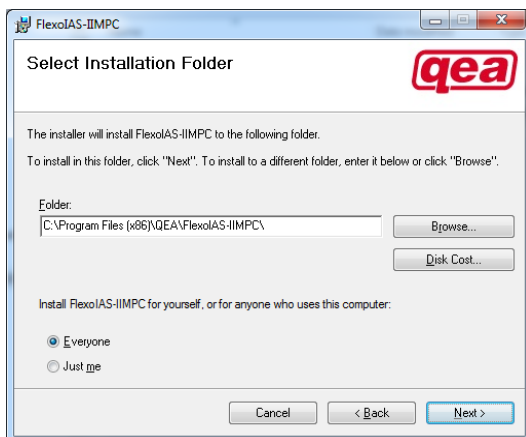 FlexoIAS-IIMPC
Select Installation Folder
qea
The installer will install FlexoIAS-IIMPC to the following folder.
To install in this folder, click "Next". To install to a different folder, enter it below or click "Browse".
Folder:
C:\Program Files (x86)\QEA\FlexoIAS-IIMPC\
Browse...
Disk Cost...
Install FlexoIAS-IIMPC for yourself, or for anyone who uses this computer:
Everyone
Just me
Cancel
< Back
Next >